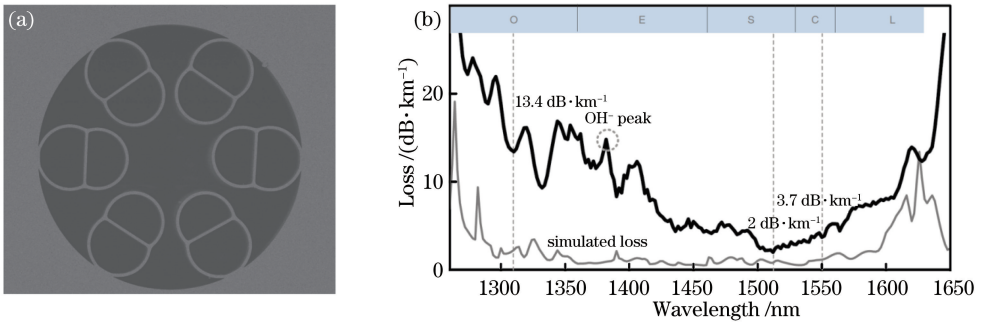 (a)
(b)
O E S C L
Loss /(dB·km⁻¹)
20
10
0
13.4 dB·km⁻¹
OH⁻ peak
3.7 dB·km⁻¹
2 dB·km⁻¹
simulated loss
1300 1350 1400 1450 1500 1550 1600 1650
Wavelength /nm